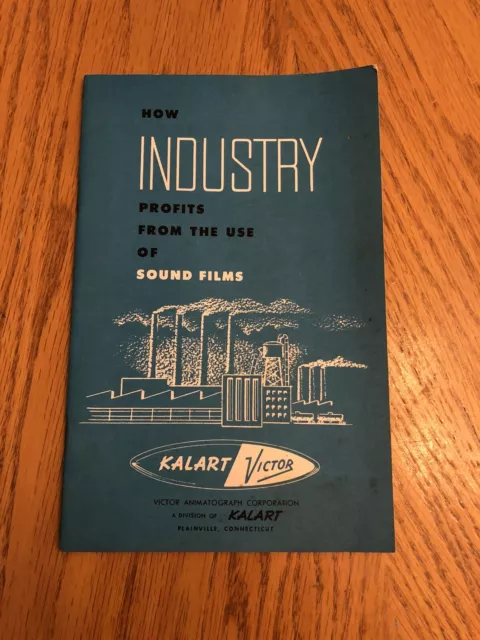 HOW
INDUSTRY
PROFITS
FROM THE USE
OF
SOUND FILMS
KALART VICTOR
VICTOR ANIMATOGRAPH CORPORATION
A DIVISION OF KALART
PLAINVILLE, CONNECTICUT